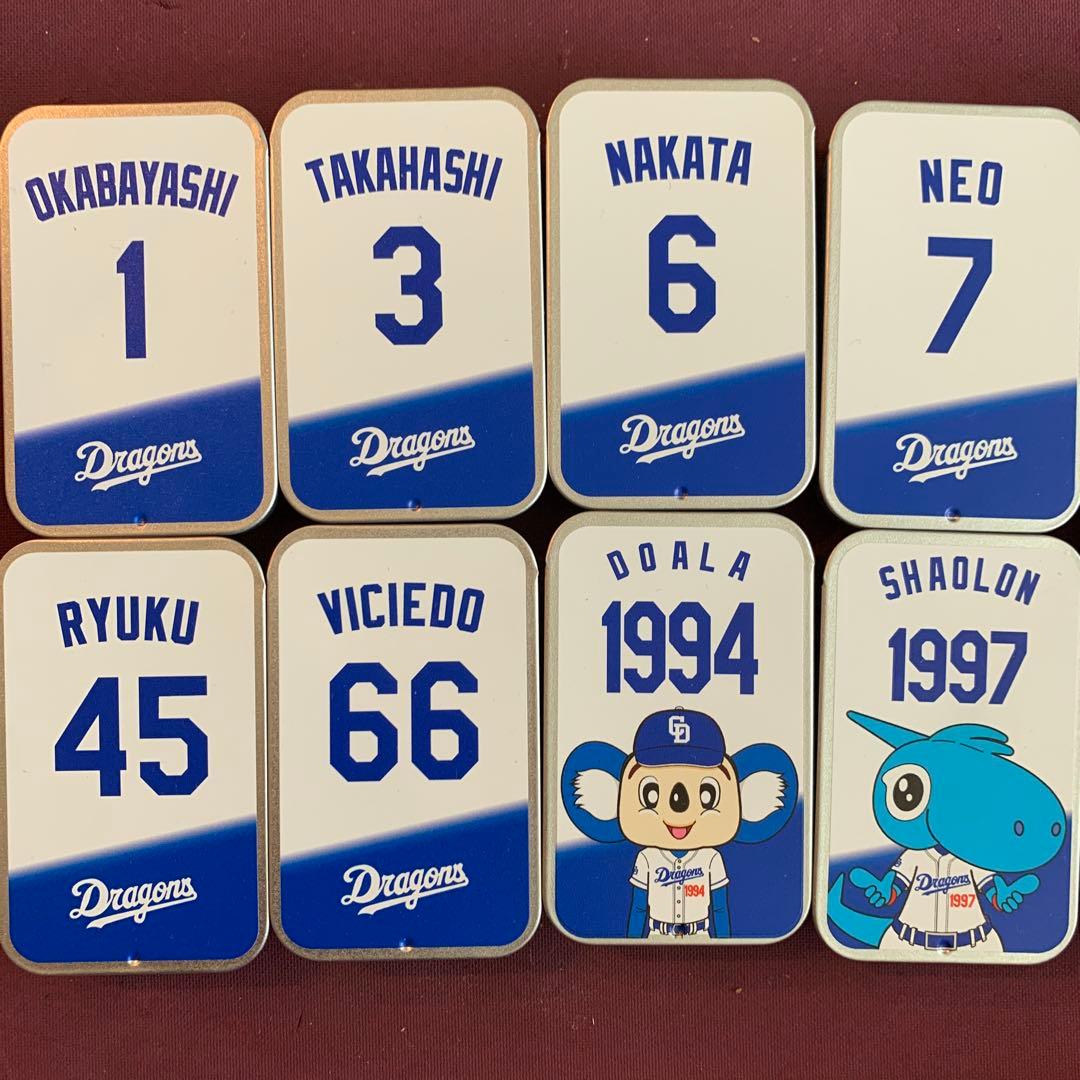 OKABAYASHI
1
Dragons
TAKAHASHI
3
Dragons
NAKATA
6
Dragons
NEO
7
Dragons
RYUKU
45
Dragons
VICIEDO
66
Dragons
DOALA
1994
CD
Dragons
1994
SHAOLON
1997
Dragons
1997